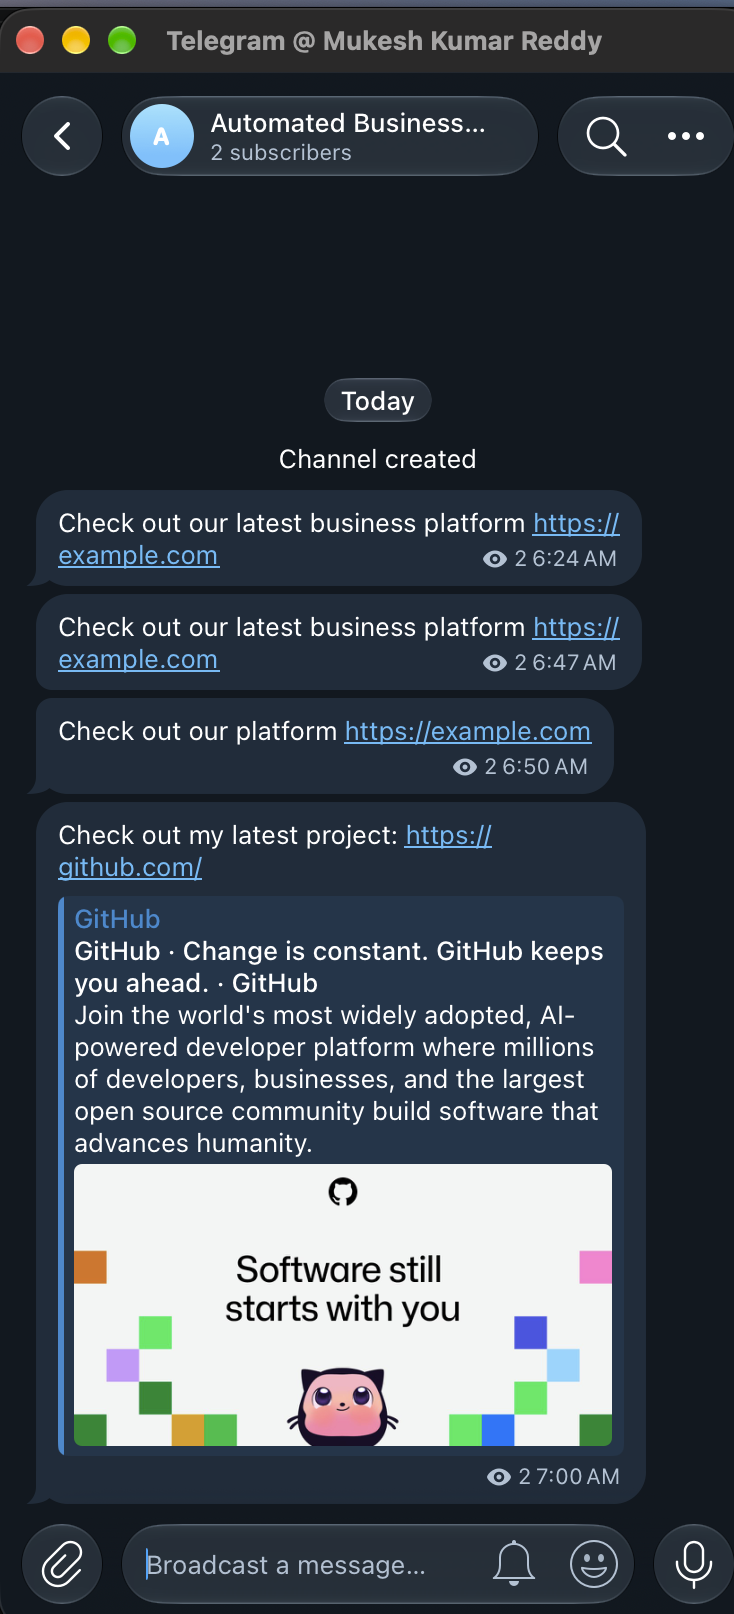 Telegram @ Mukesh Kumar Reddy
A
Automated Business...
2 subscribers
Today
Channel created
Check out our latest business platform https://
example.com
2 6:24 AM
Check out our latest business platform https://
example.com
2 6:47 AM
Check out our platform https://example.com
2 6:50 AM
Check out my latest project: https://
github.com/
GitHub
GitHub · Change is constant. GitHub keeps
you ahead. · GitHub
Join the world's most widely adopted, AI-
powered developer platform where millions
of developers, businesses, and the largest
open source community build software that
advances humanity.
Software still
starts with you
2 7:00 AM
Broadcast a message...